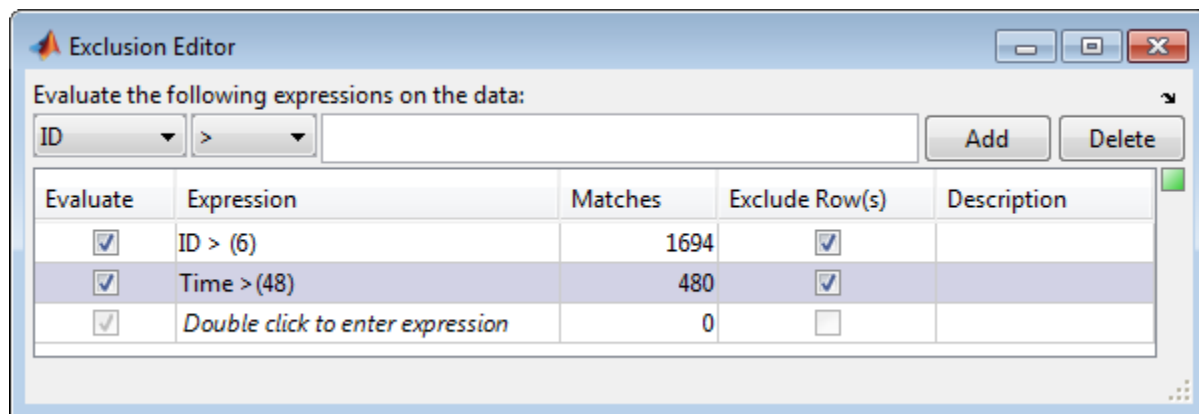 Exclusion Editor
Evaluate the following expressions on the data:
ID > Add Delete
Evaluate Expression Matches Exclude Row(s) Description
ID > (6) 1694
Time >(48) 480
Double click to enter expression 0